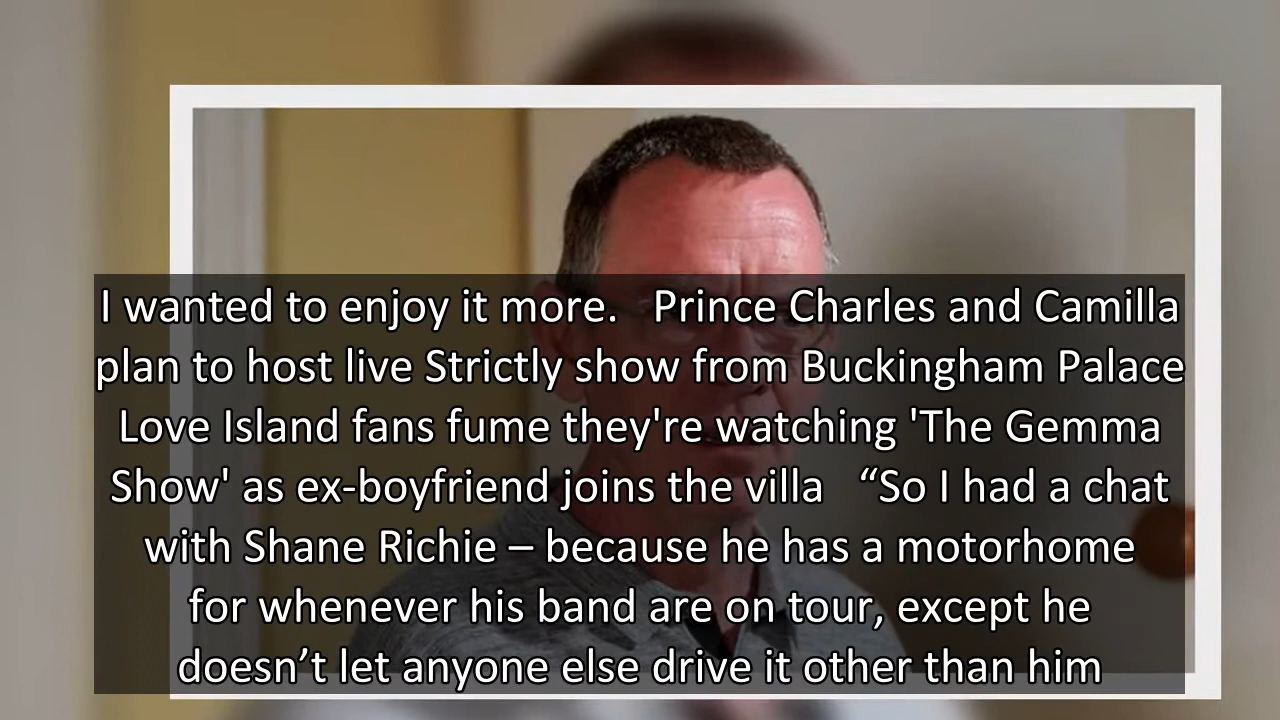 I wanted to enjoy it more.   Prince Charles and Camilla
plan to host live Strictly show from Buckingham Palace
Love Island fans fume they're watching 'The Gemma
Show' as ex-boyfriend joins the villa   “So I had a chat
with Shane Richie – because he has a motorhome
for whenever his band are on tour, except he
doesn’t let anyone else drive it other than him